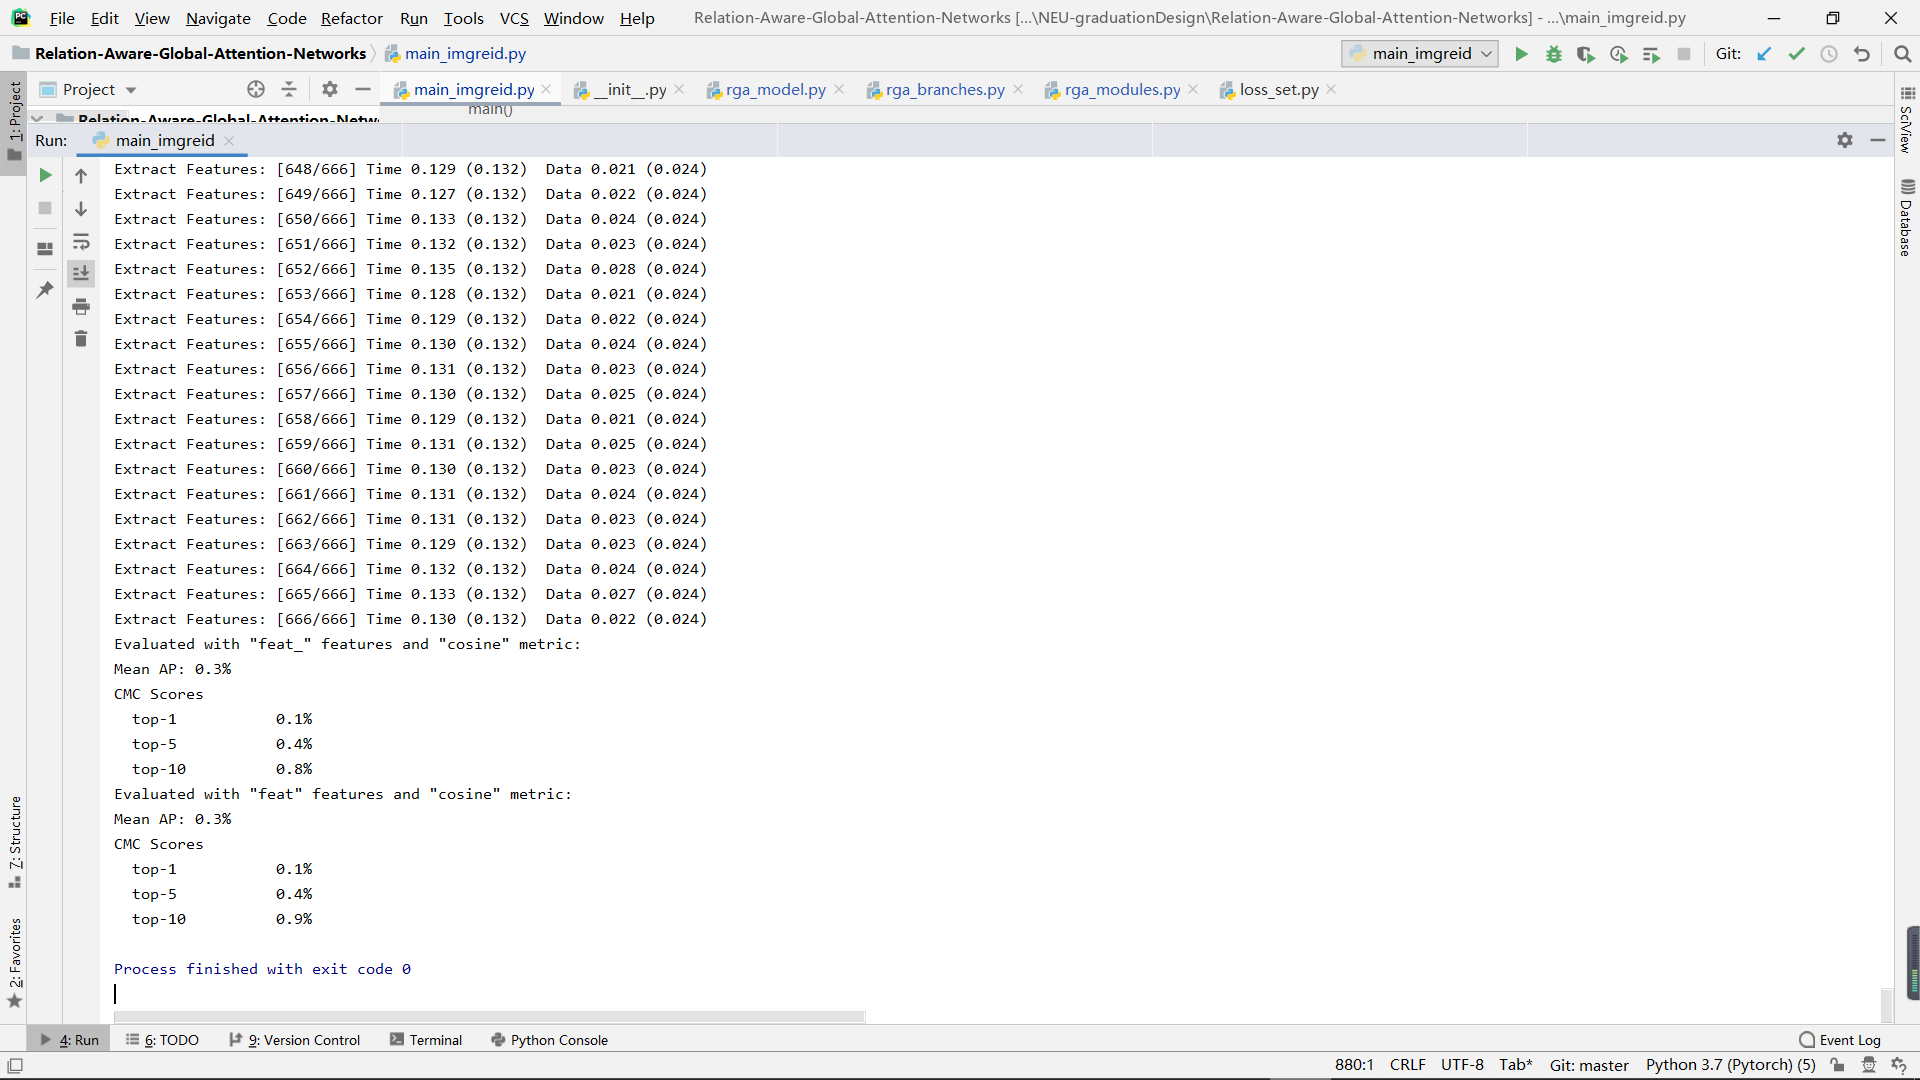 File Edit View Navigate Code Refactor Run Tools VCS Window Help Relation-Aware-Global-Attention-Networks [...\NEU-graduationDesign\Relation-Aware-Global-Attention-Networks] - ...\main_imgreid.py
Relation-Aware-Global-Attention-Networks main_imgreid.py main_imgreid Git:
Project main_imgreid.py __init__.py rga_model.py rga_branches.py rga_modules.py loss_set.py
Relation-Aware-Global-Attention-Netw main()
Run: main_imgreid
1: Project
7: Structure
2: Favorites
SciView
Database
Extract Features: [648/666] Time 0.129 (0.132) Data 0.021 (0.024)
Extract Features: [649/666] Time 0.127 (0.132) Data 0.022 (0.024)
Extract Features: [650/666] Time 0.133 (0.132) Data 0.024 (0.024)
Extract Features: [651/666] Time 0.132 (0.132) Data 0.023 (0.024)
Extract Features: [652/666] Time 0.135 (0.132) Data 0.028 (0.024)
Extract Features: [653/666] Time 0.128 (0.132) Data 0.021 (0.024)
Extract Features: [654/666] Time 0.129 (0.132) Data 0.022 (0.024)
Extract Features: [655/666] Time 0.130 (0.132) Data 0.024 (0.024)
Extract Features: [656/666] Time 0.131 (0.132) Data 0.023 (0.024)
Extract Features: [657/666] Time 0.130 (0.132) Data 0.025 (0.024)
Extract Features: [658/666] Time 0.129 (0.132) Data 0.021 (0.024)
Extract Features: [659/666] Time 0.131 (0.132) Data 0.025 (0.024)
Extract Features: [660/666] Time 0.130 (0.132) Data 0.023 (0.024)
Extract Features: [661/666] Time 0.131 (0.132) Data 0.024 (0.024)
Extract Features: [662/666] Time 0.131 (0.132) Data 0.023 (0.024)
Extract Features: [663/666] Time 0.129 (0.132) Data 0.023 (0.024)
Extract Features: [664/666] Time 0.132 (0.132) Data 0.024 (0.024)
Extract Features: [665/666] Time 0.133 (0.132) Data 0.027 (0.024)
Extract Features: [666/666] Time 0.130 (0.132) Data 0.022 (0.024)
Evaluated with "feat_" features and "cosine" metric:
Mean AP: 0.3%
CMC Scores
top-1 0.1%
top-5 0.4%
top-10 0.8%
Evaluated with "feat" features and "cosine" metric:
Mean AP: 0.3%
CMC Scores
top-1 0.1%
top-5 0.4%
top-10 0.9%
Process finished with exit code 0
4: Run 6: TODO 9: Version Control Terminal Python Console Event Log
880:1 CRLF UTF-8 Tab* Git: master Python 3.7 (Pytorch) (5)